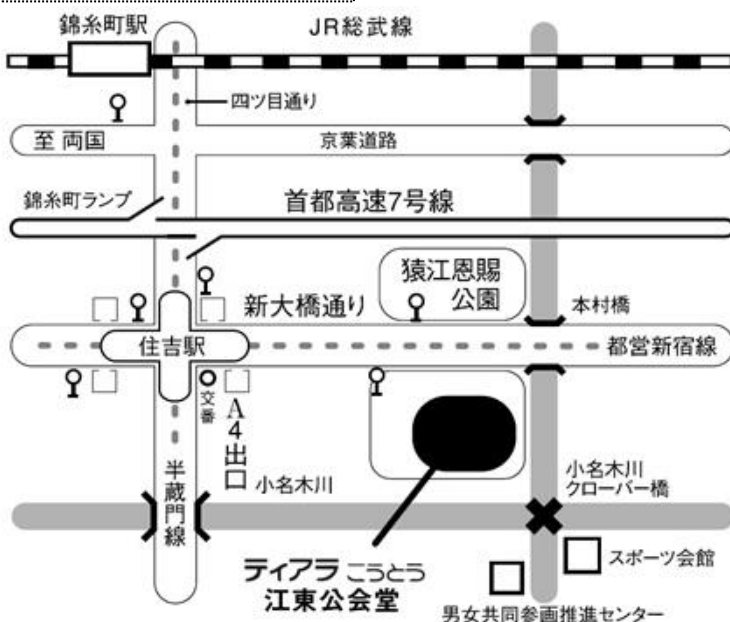 錦糸町駅
JR総武線
四ツ目通り
至 両国
京葉道路
錦糸町ランプ
首都高速7号線
猿江恩賜
公園
新大橋通り
本村橋
住吉駅
都営新宿線
交番
A4出口
半蔵門線
小名木川
小名木川
クローバー橋
ティアラ こうとう
江東公会堂
スポーツ会館
男女共同参画推進センター